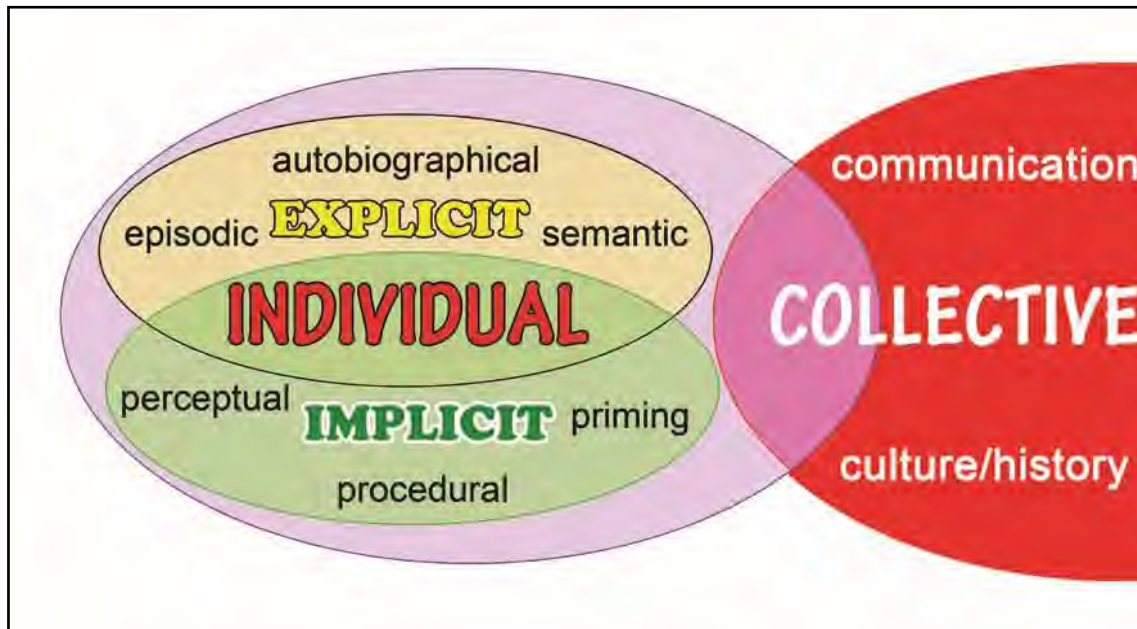 autobiographical
episodic EXPLICIT semantic
INDIVIDUAL
perceptual IMPLICIT priming
procedural
communication
COLLECTIVE
culture/history